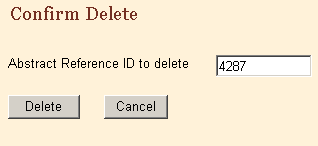 Confirm Delete
Abstract Reference ID to delete 4287
Delete Cancel